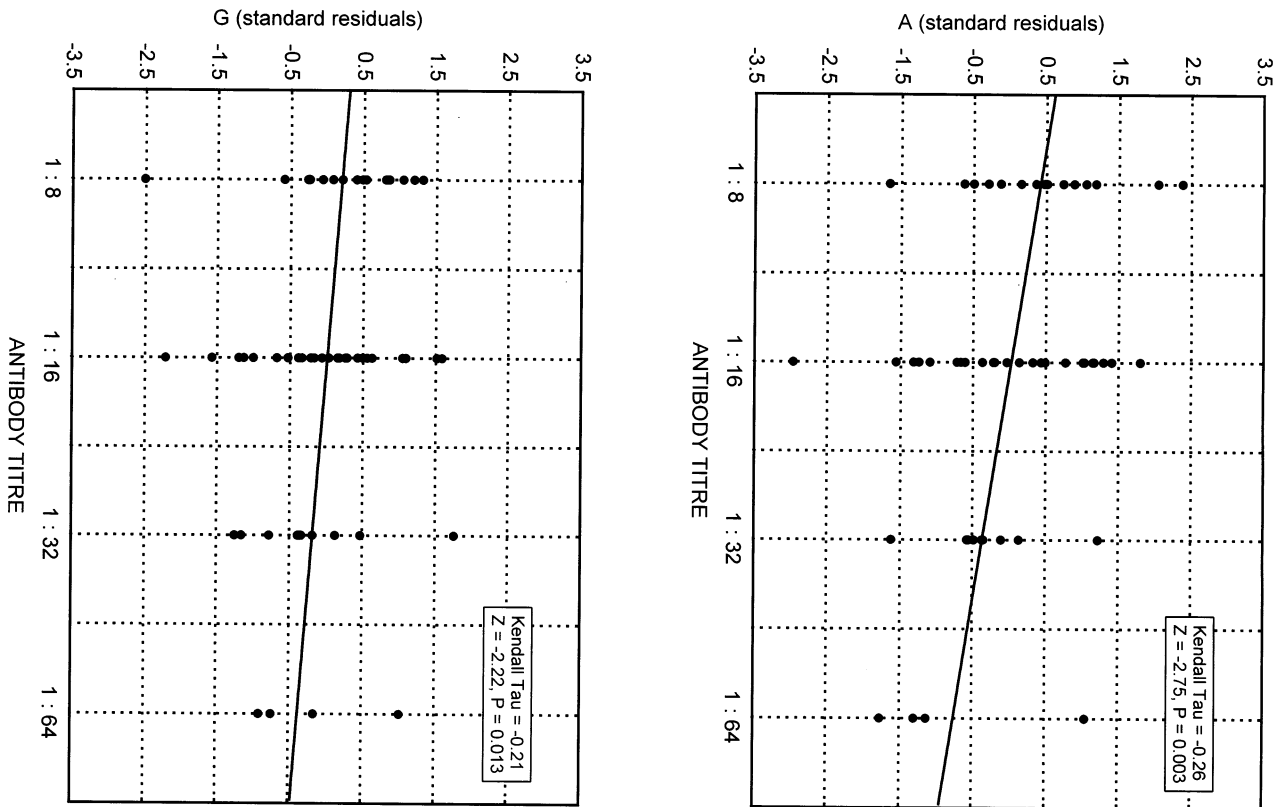 A (standard residuals)
3.5
2.5
1.5
0.5
-0.5
-1.5
-2.5
-3.5
Kendall Tau = -0.26
Z = -2.75, P = 0.003
1 : 8
1 : 16
1 : 32
1 : 64
ANTIBODY TITRE
G (standard residuals)
3.5
2.5
1.5
0.5
-0.5
-1.5
-2.5
-3.5
Kendall Tau = -0.21
Z = -2.22, P = 0.013
1 : 8
1 : 16
1 : 32
1 : 64
ANTIBODY TITRE